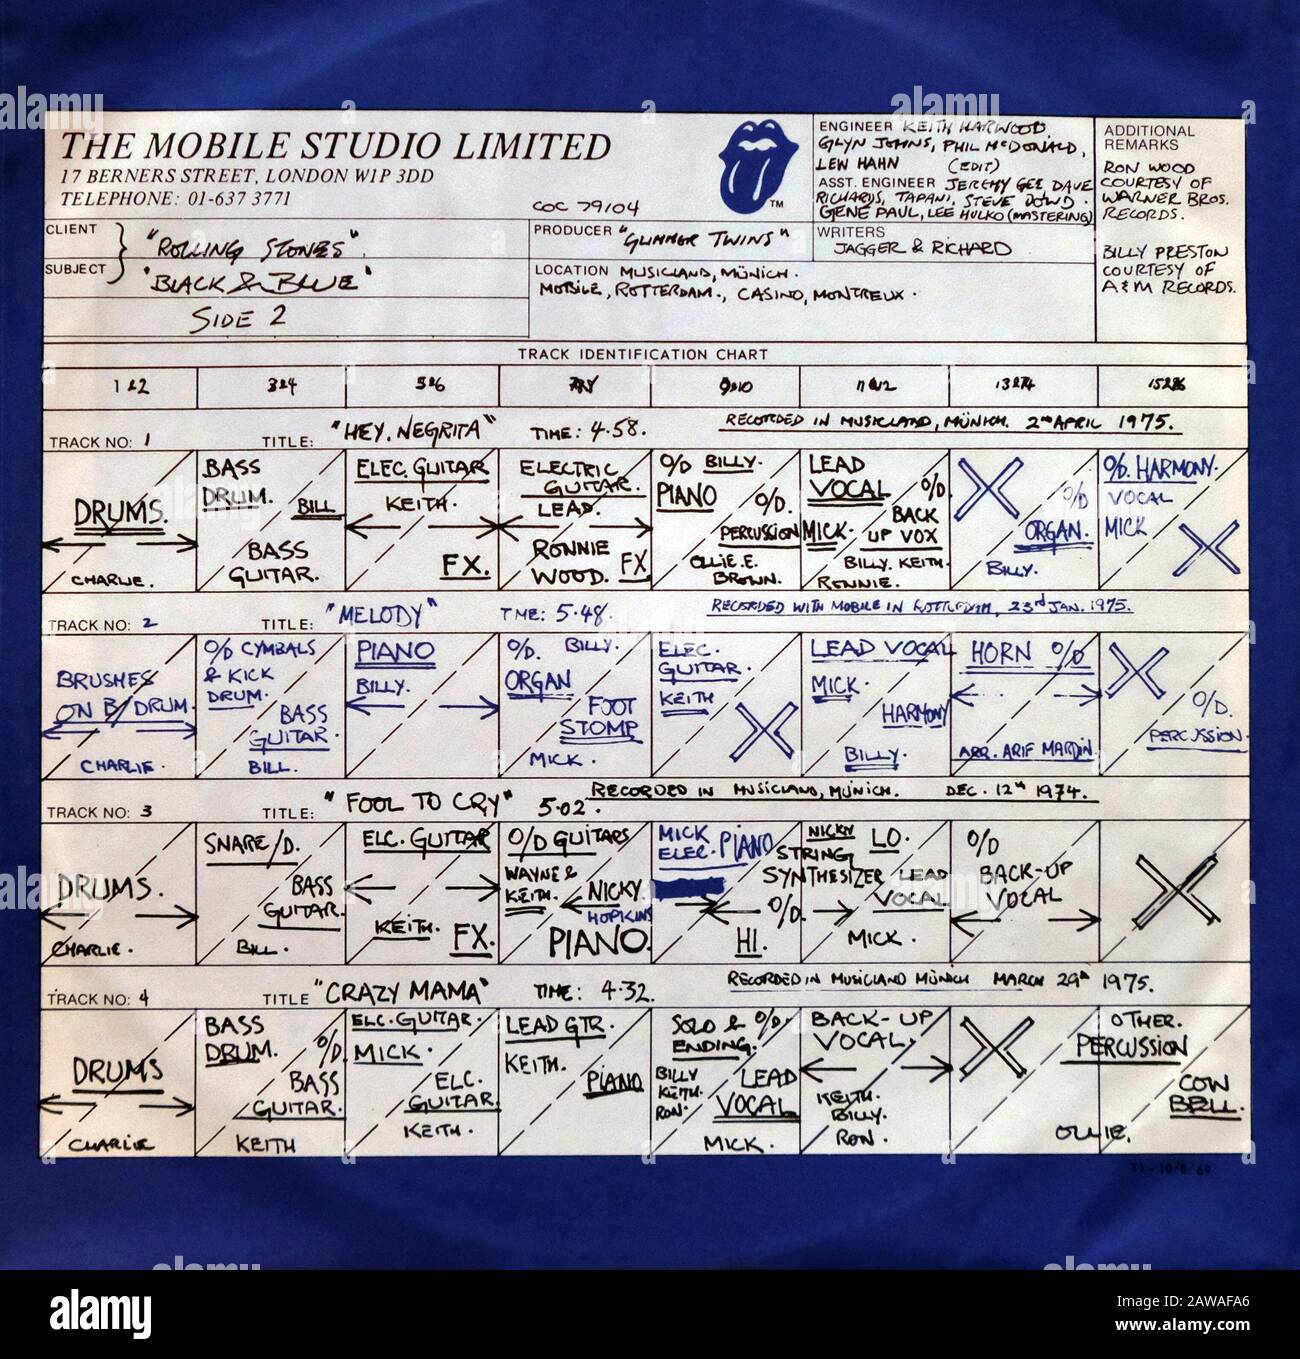 THE MOBILE STUDIO LIMITED
17 BERNERS STREET, LONDON W1P 3DD
TELEPHONE: 01-637 3771
COC 79104
TM
ENGINEER KEITH HARWOOD,
GLYN JOHNS, PHIL McDONALD,
LEW HAHN (EDIT)
ASST. ENGINEER JEREMY GEE, DAVE
RICHARDS, TAPANI, STEVE DOWD.
GENE PAUL, LEE HULKO (MASTERING)
ADDITIONAL
REMARKS
RON WOOD
COURTESY OF
WARNER BROS.
RECORDS.
BILLY PRESTON
COURTESY OF
A & M RECORDS.
CLIENT "ROLLING STONES".
SUBJECT "BLACK & BLUE"
SIDE 2
PRODUCER "GLIMMER TWINS"
WRITERS
JAGGER & RICHARD
LOCATION MUSICLAND, MÜNICH.
MOBILE, ROTTERDAM., CASINO, MONTREUX.
TRACK IDENTIFICATION CHART
1 & 2 3&4 5&6 7&8 9&10 11&12 13&14 15&16
TRACK NO: 1 TITLE: "HEY, NEGRITA" TIME: 4.58. RECORDED IN MUSICLAND, MÜNICH. 2nd APRIL 1975.
DRUMS.
CHARLIE.
BASS
DRUM.
BILL
BASS
GUITAR.
ELEC. GUITAR
KEITH.
FX.
ELECTRIC
GUITAR.
LEAD.
RONNIE
WOOD. FX
O/D BILLY.
PIANO
O/D.
PERCUSSION
OLLIE. E.
BROWN.
LEAD
VOCAL
MICK.
O/D.
BACK
UP VOX
BILLY. KEITH.
RONNIE.
O/D
ORGAN.
BILLY.
O/D. HARMONY.
VOCAL
MICK
TRACK NO: 2 TITLE: "MELODY" TIME: 5.48. RECORDED WITH MOBILE IN ROTTERDAM, 23rd JAN. 1975.
BRUSHES
ON B/DRUM.
CHARLIE.
O/D CYMBALS
& KICK
DRUM.
BASS
GUITAR.
BILL.
PIANO
BILLY.
O/D. BILLY.
ORGAN
FOOT
STOMP
MICK.
ELEC.
GUITAR.
KEITH
LEAD VOCAL
MICK.
HARMONY
BILLY.
HORN O/D
ARR. ARIF MARDIN.
O/D.
PERCUSSION.
TRACK NO: 3 TITLE: "FOOL TO CRY" 5.02. RECORDED IN MUSICLAND, MÜNICH. DEC. 12th 1974.
DRUMS.
CHARLIE.
SNARE/D.
BASS
GUITAR.
BILL.
ELC. GUITAR
KEITH. FX.
O/D GUITARS
WAYNE &
KEITH.
NICKY
HOPKINS
PIANO.
MICK
ELEC. PIANO
NICKY
STRING
SYNTHESIZER
O/D.
HI.
LO.
LEAD
VOCAL
MICK.
O/D
BACK-UP
VOCAL
TRACK NO: 4 TITLE "CRAZY MAMA" TIME: 4.32. RECORDED IN MUSICLAND MÜNICH MARCH 29th 1975.
DRUMS
CHARLIE
BASS
DRUM.
O/D
BASS
GUITAR.
KEITH
ELC. GUITAR.
MICK.
ELC.
GUITAR.
KEITH.
LEAD GTR.
KEITH.
PIANO
SOLO & O/D.
ENDING.
BILLY
KEITH.
RON.
LEAD
VOCAL
MICK.
BACK-UP
VOCAL.
KEITH.
BILLY.
RON.
OTHER.
PERCUSSION
COW
BELL.
OLLIE.
T1-10/8/69
alamy
alamy
Image ID: 2AWAFA6
www.alamy.com